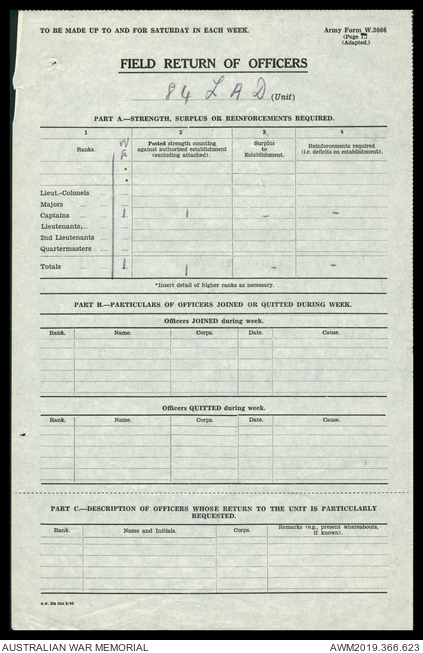 TO BE MADE UP TO AND FOR SATURDAY IN EACH WEEK.
Army Form W.3008
(Page 1)
(Adapted.)
FIELD RETURN OF OFFICERS
84 L A D (Unit)
PART A.—STRENGTH, SURPLUS OR REINFORCEMENTS REQUIRED.
1 2 3 4
Ranks. W E Posted strength counting against authorized establishment (excluding attached). Surplus to Establishment. Reinforcements required (i.e. deficits on establishment).
Lieut.-Colonels
Majors
Captains 1 1 – –
Lieutenants,
2nd Lieutenants
Quartermasters
Totals 1 1 – –
*Insert detail of higher ranks as necessary.
PART B.—PARTICULARS OF OFFICERS JOINED OR QUITTED DURING WEEK.
Officers JOINED during week.
Rank. Name. Corps. Date. Cause.
Officers QUITTED during week.
Rank. Name. Corps. Date. Cause.
PART C.—DESCRIPTION OF OFFICERS WHOSE RETURN TO THE UNIT IS PARTICULARLY
REQUESTED.
Rank. Name and Initials. Corps. Remarks (e.g., present whereabouts, if known).
AUSTRALIAN WAR MEMORIAL AWM2019.366.623